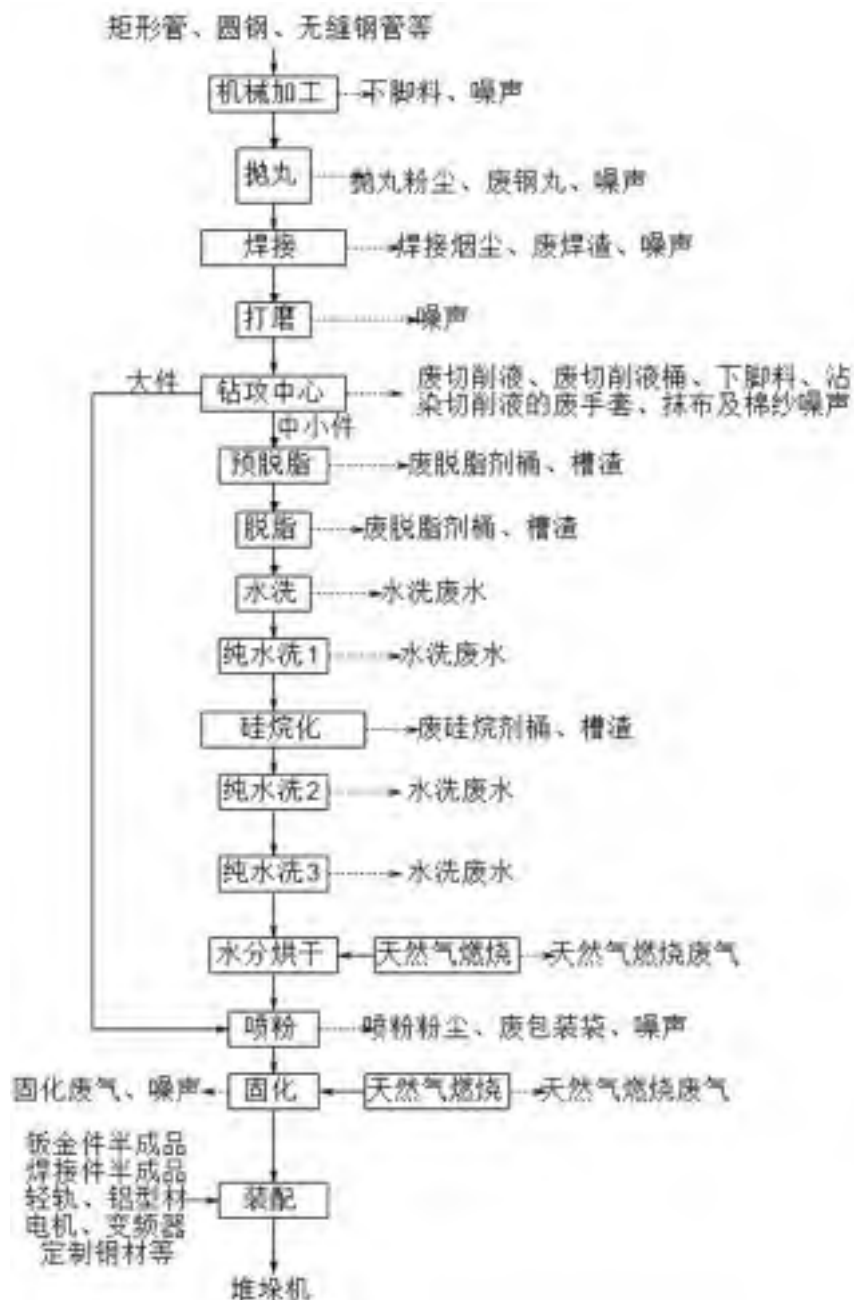 矩形管、圆钢、无缝钢管等
机械加工
下脚料、噪声
抛丸
抛丸粉尘、废钢丸、噪声
焊接
焊接烟尘、废焊渣、噪声
打磨
噪声
大件
钻攻中心
废切削液、废切削液桶、下脚料、沾
染切削液的废手套、抹布及棉纱噪声
中小件
预脱脂
废脱脂剂桶、槽渣
脱脂
废脱脂剂桶、槽渣
水洗
水洗废水
纯水洗1
水洗废水
硅烷化
废硅烷剂桶、槽渣
纯水洗2
水洗废水
纯水洗3
水洗废水
水分烘干
天然气燃烧
天然气燃烧废气
喷粉
喷粉粉尘、废包装袋、噪声
固化废气、噪声
固化
天然气燃烧
天然气燃烧废气
钣金件半成品
焊接件半成品
轻轨、铝型材
电机、变频器
定制钢材等
装配
堆垛机